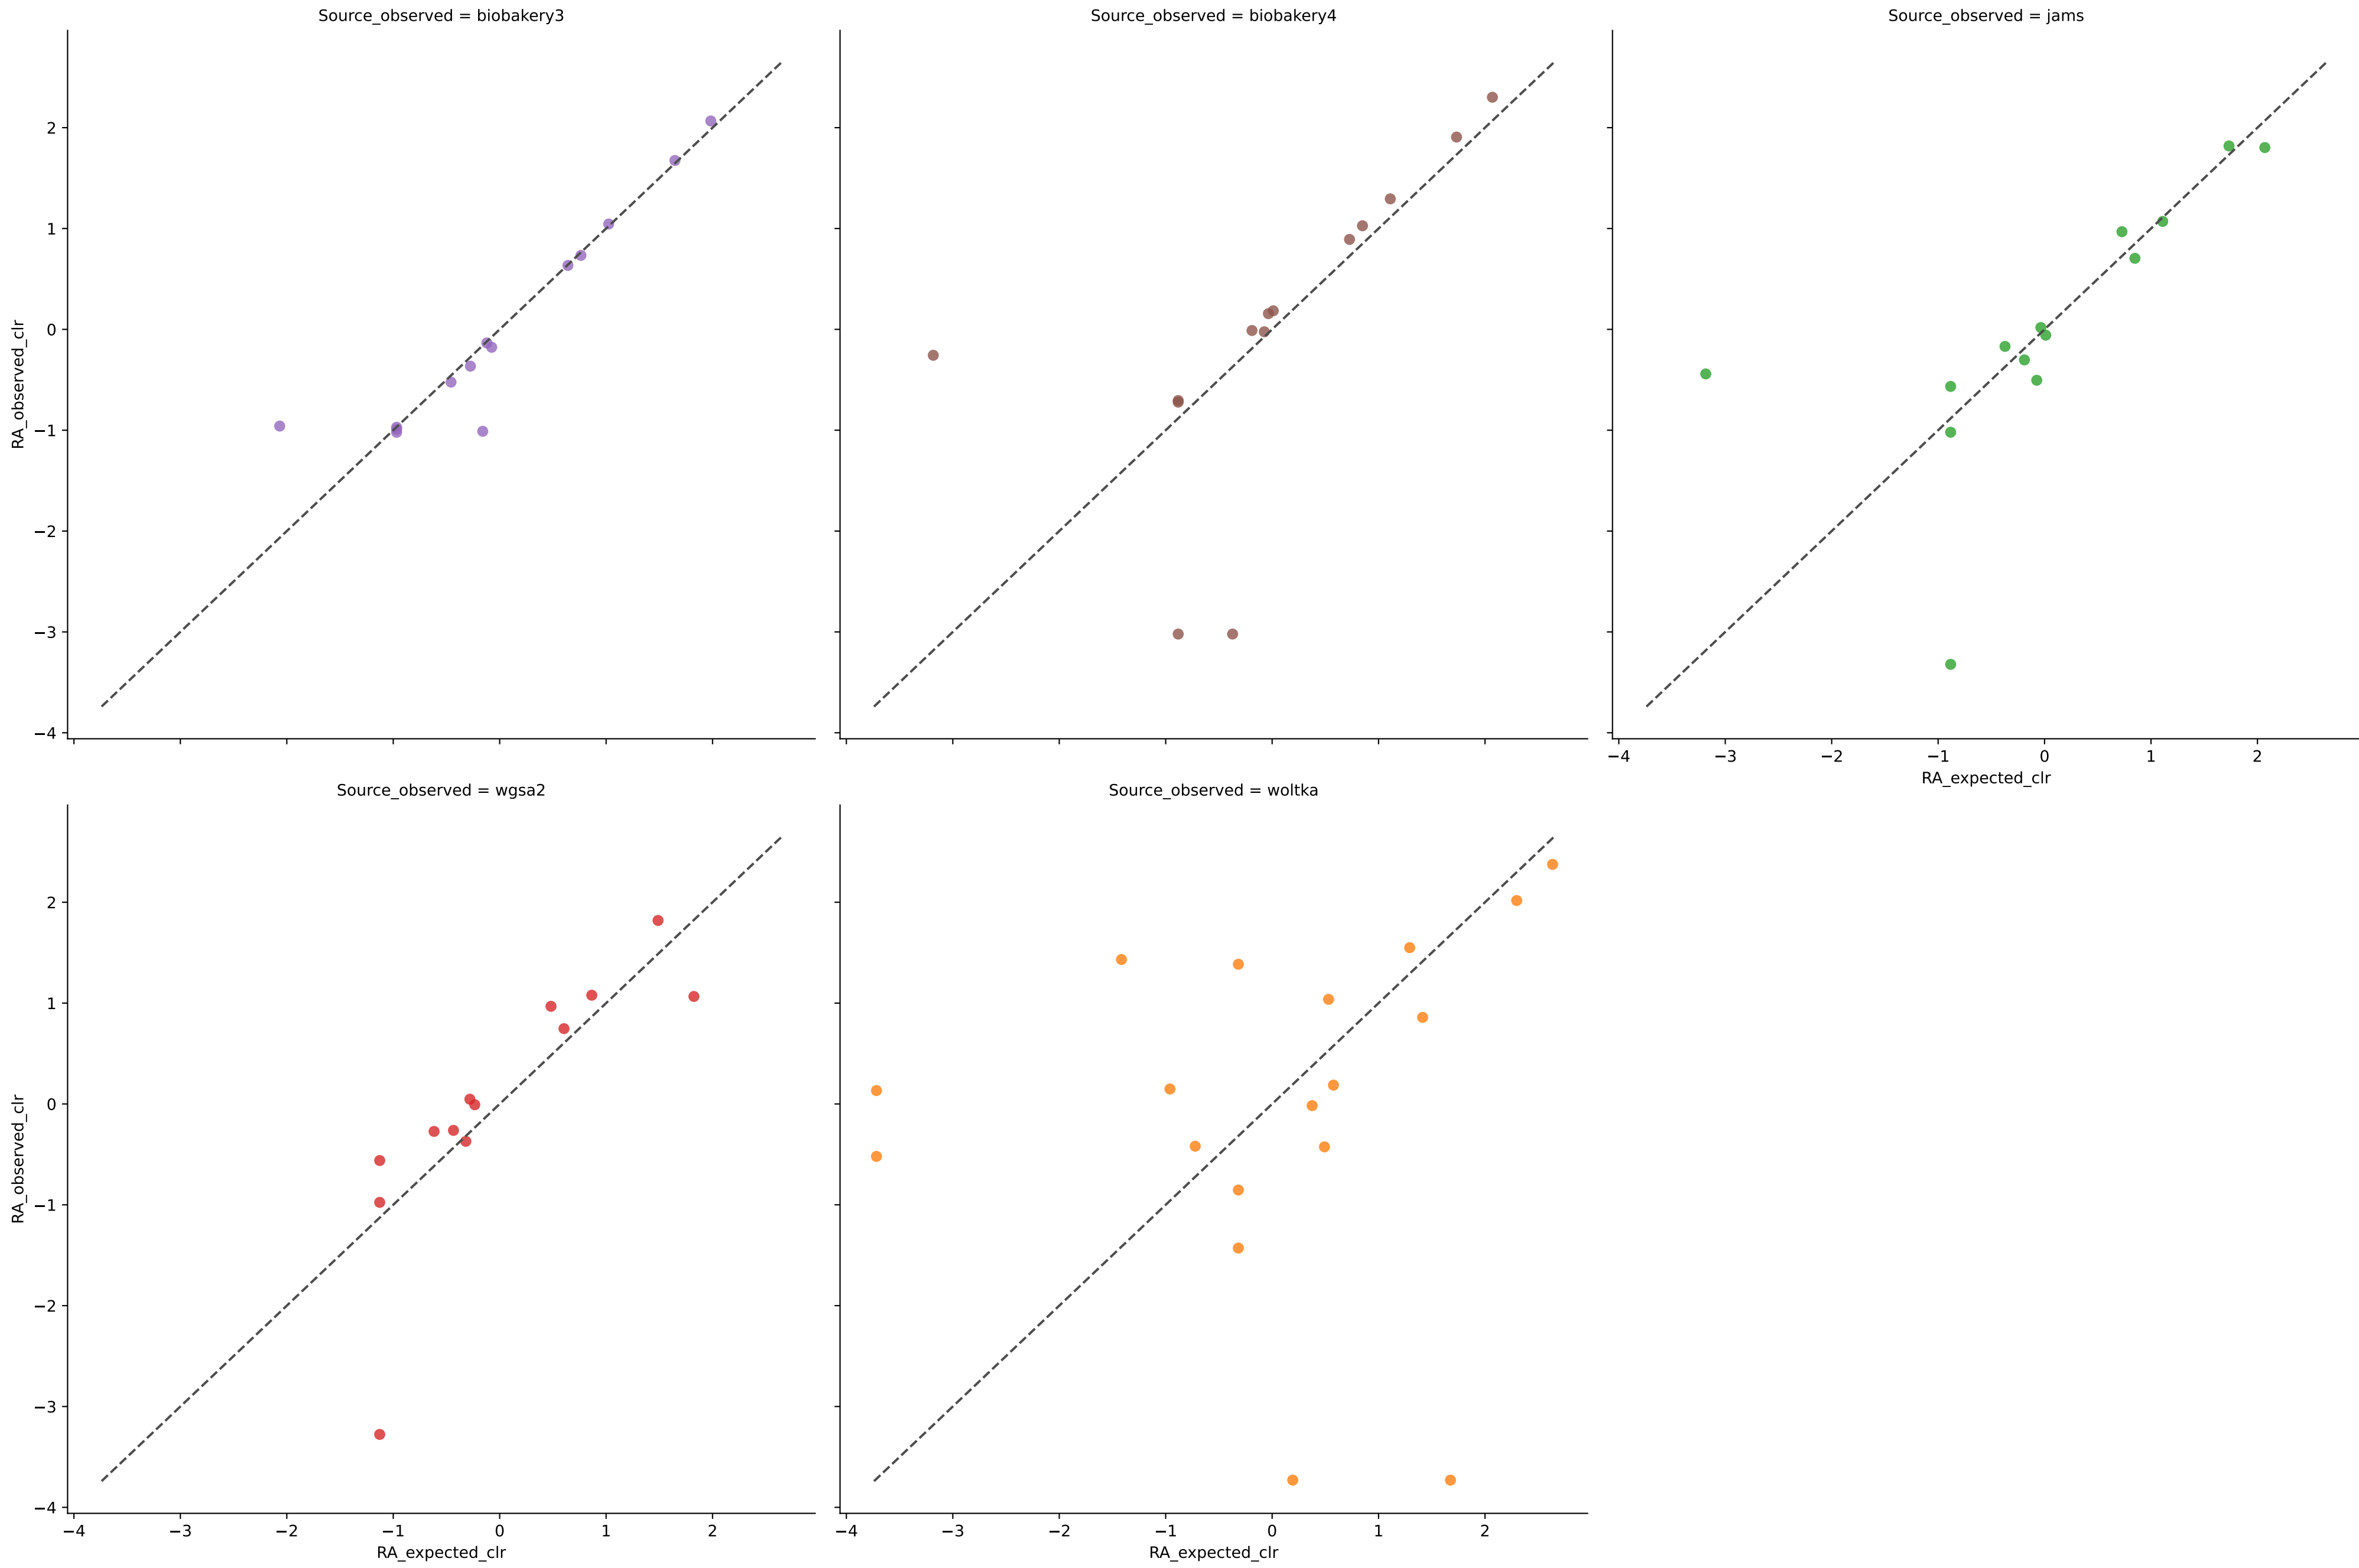 Source_observed = biobakery3
Source_observed = biobakery4
Source_observed = jams
RA_observed_clr
2
1
0
−1
−2
−3
−4
−4 −3 −2 −1 0 1 2
RA_expected_clr
Source_observed = wgsa2
Source_observed = woltka
RA_observed_clr
2
1
0
−1
−2
−3
−4
−4 −3 −2 −1 0 1 2
RA_expected_clr
−4 −3 −2 −1 0 1 2
RA_expected_clr